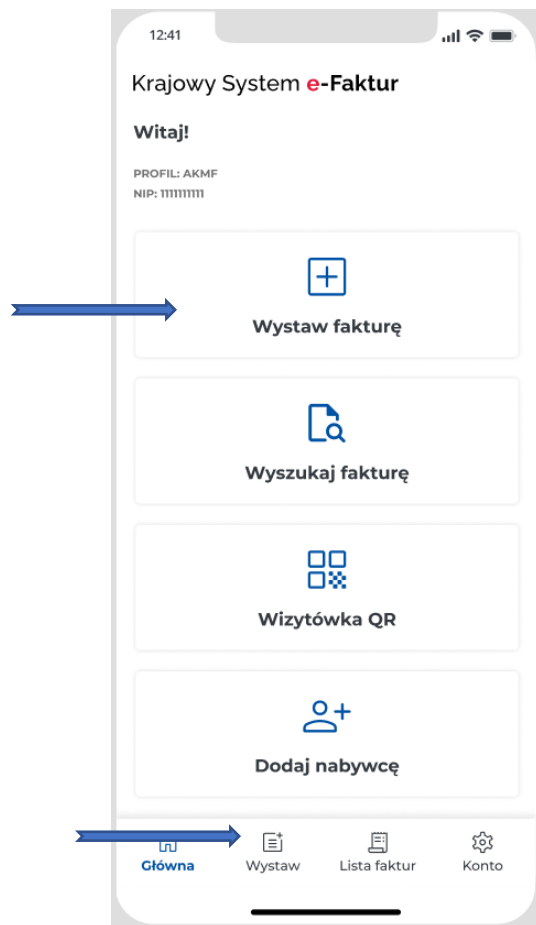 12:41
Krajowy System e-Faktur
Witaj!
PROFIL: AKMF
NIP: 1111111111
Wystaw fakturę
Wyszukaj fakturę
Wizytówka QR
Dodaj nabywcę
Główna Wystaw Lista faktur Konto